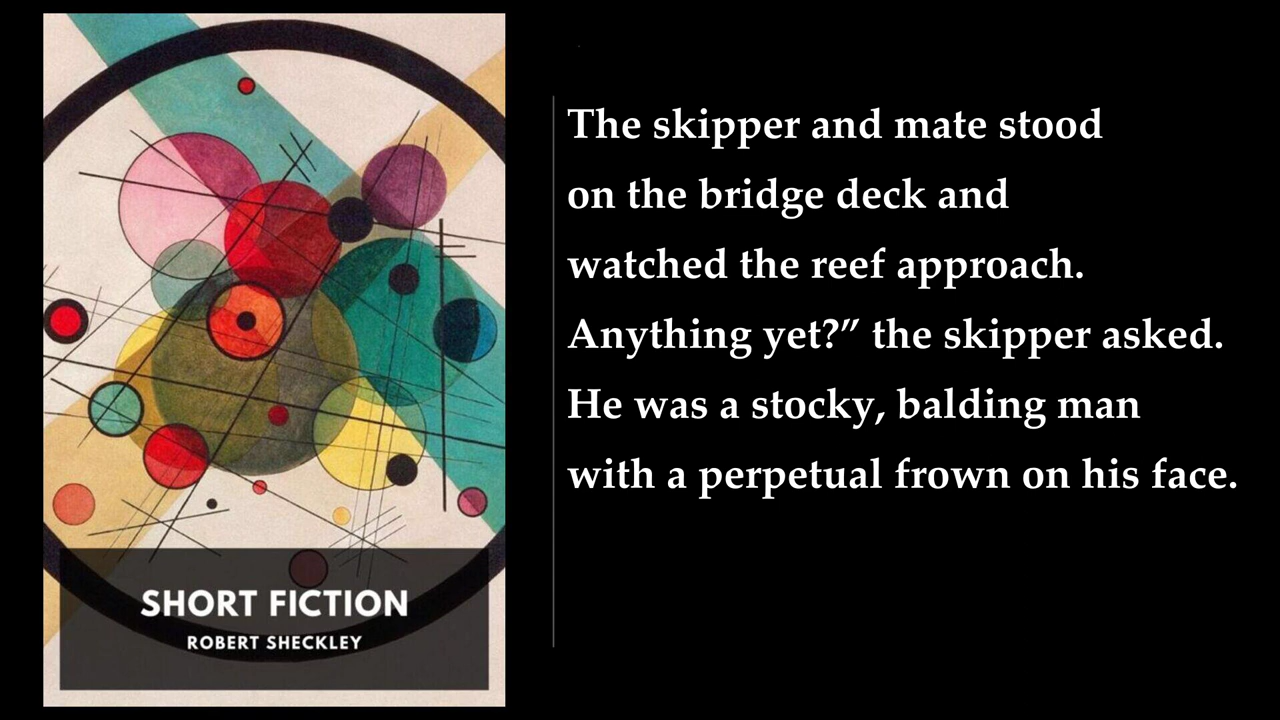 SHORT FICTION
ROBERT SHECKLEY
The skipper and mate stood
on the bridge deck and
watched the reef approach.
Anything yet?” the skipper asked.
He was a stocky, balding man
with a perpetual frown on his face.